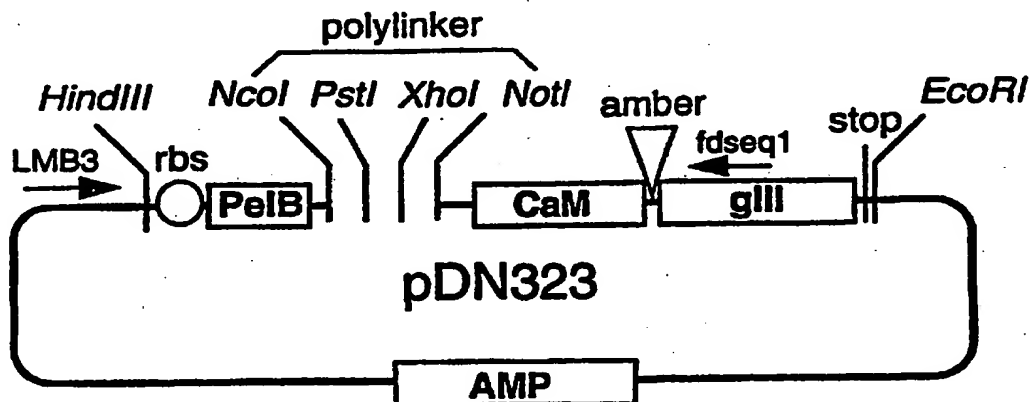 polylinker
HindIII NcoI PstI XhoI NotI EcoRI
amber stop
LMB3 rbs fdseq1
PelB CaM gIII
pDN323
AMP